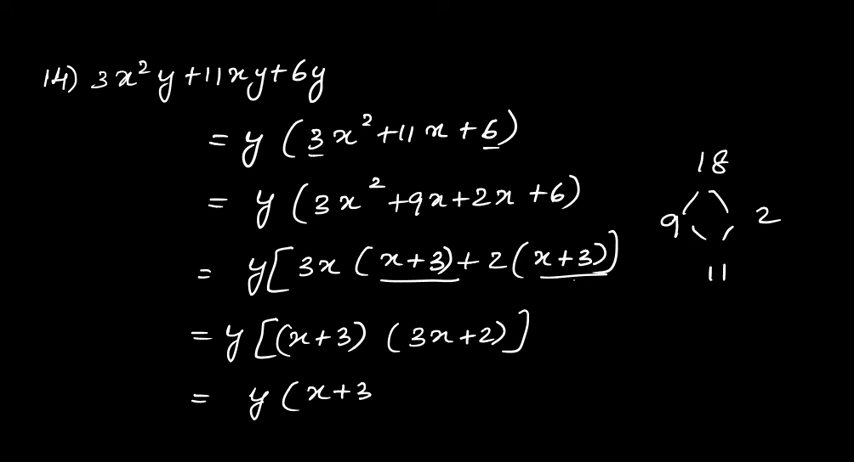 14) 3x²y+11xy+6y
= y (3x²+11x+6)
= y (3x²+9x+2x+6)
= y[3x (x+3)+2(x+3)]
= y[(x+3) (3x+2)]
= y (x+3
18
9 2
11